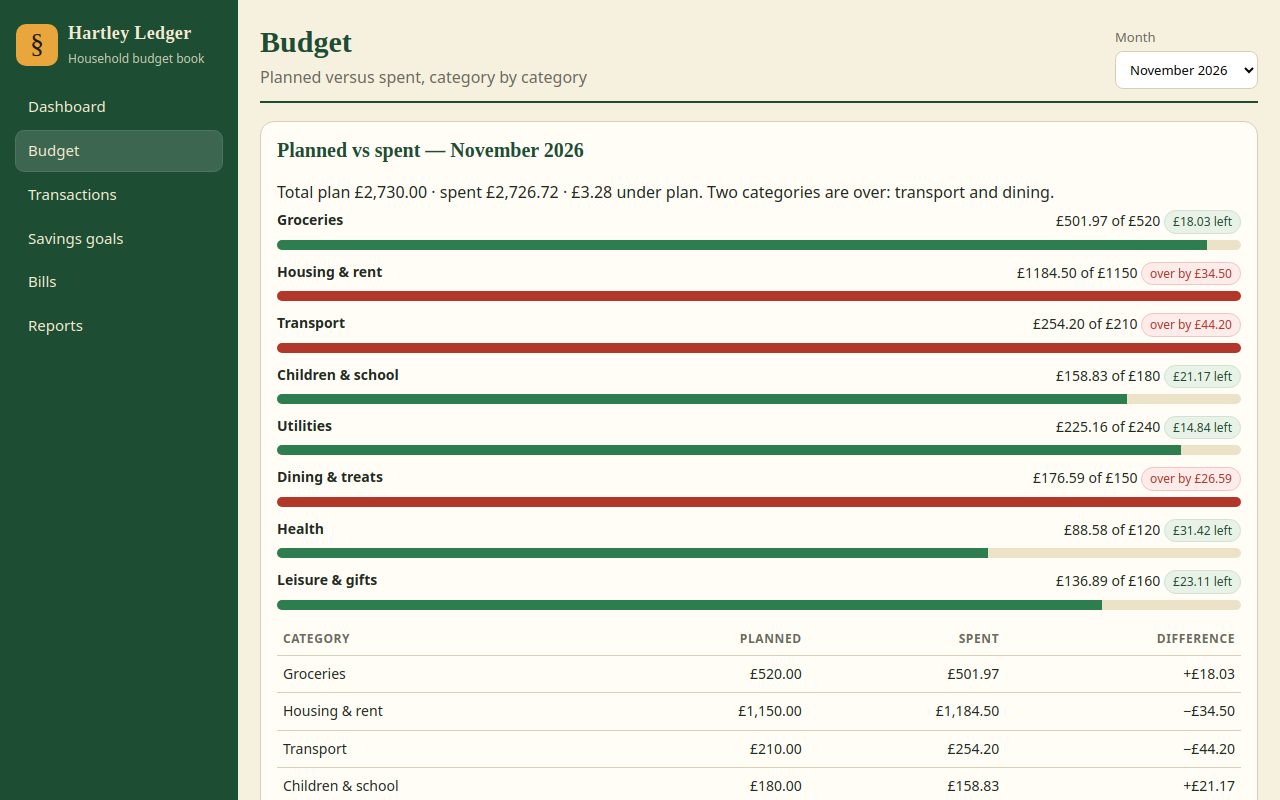 §
Hartley Ledger
Household budget book
Dashboard
Budget
Transactions
Savings goals
Bills
Reports
Budget
Planned versus spent, category by category
Month
November 2026
Planned vs spent — November 2026
Total plan £2,730.00 · spent £2,726.72 · £3.28 under plan. Two categories are over: transport and dining.
Groceries £501.97 of £520 £18.03 left
Housing & rent £1184.50 of £1150 over by £34.50
Transport £254.20 of £210 over by £44.20
Children & school £158.83 of £180 £21.17 left
Utilities £225.16 of £240 £14.84 left
Dining & treats £176.59 of £150 over by £26.59
Health £88.58 of £120 £31.42 left
Leisure & gifts £136.89 of £160 £23.11 left
CATEGORY PLANNED SPENT DIFFERENCE
Groceries £520.00 £501.97 +£18.03
Housing & rent £1,150.00 £1,184.50 −£34.50
Transport £210.00 £254.20 −£44.20
Children & school £180.00 £158.83 +£21.17